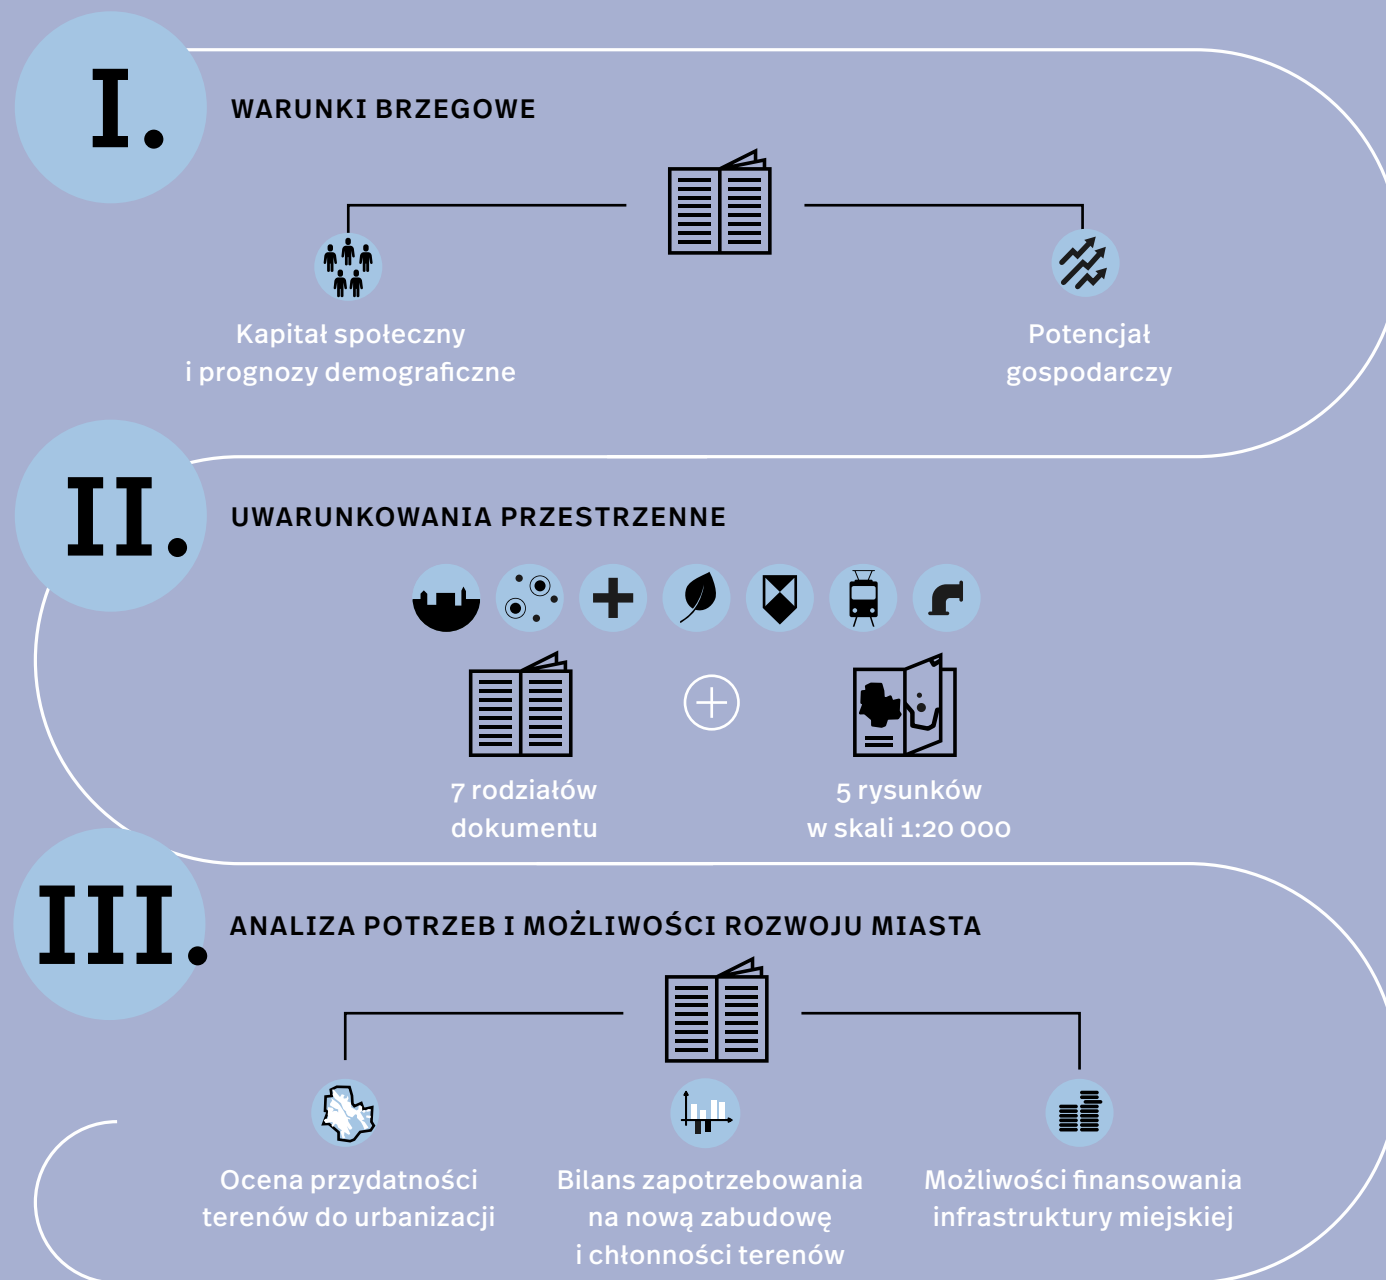 I.
WARUNKI BRZEGOWE
Kapitał społeczny
i prognozy demograficzne
Potencjał
gospodarczy
II.
UWARUNKOWANIA PRZESTRZENNE
7 rodziałów
dokumentu
5 rysunków
w skali 1:20 000
III.
ANALIZA POTRZEB I MOŻLIWOŚCI ROZWOJU MIASTA
Ocena przydatności
terenów do urbanizacji
Bilans zapotrzebowania
na nową zabudowę
i chłonności terenów
Możliwości finansowania
infrastruktury miejskiej